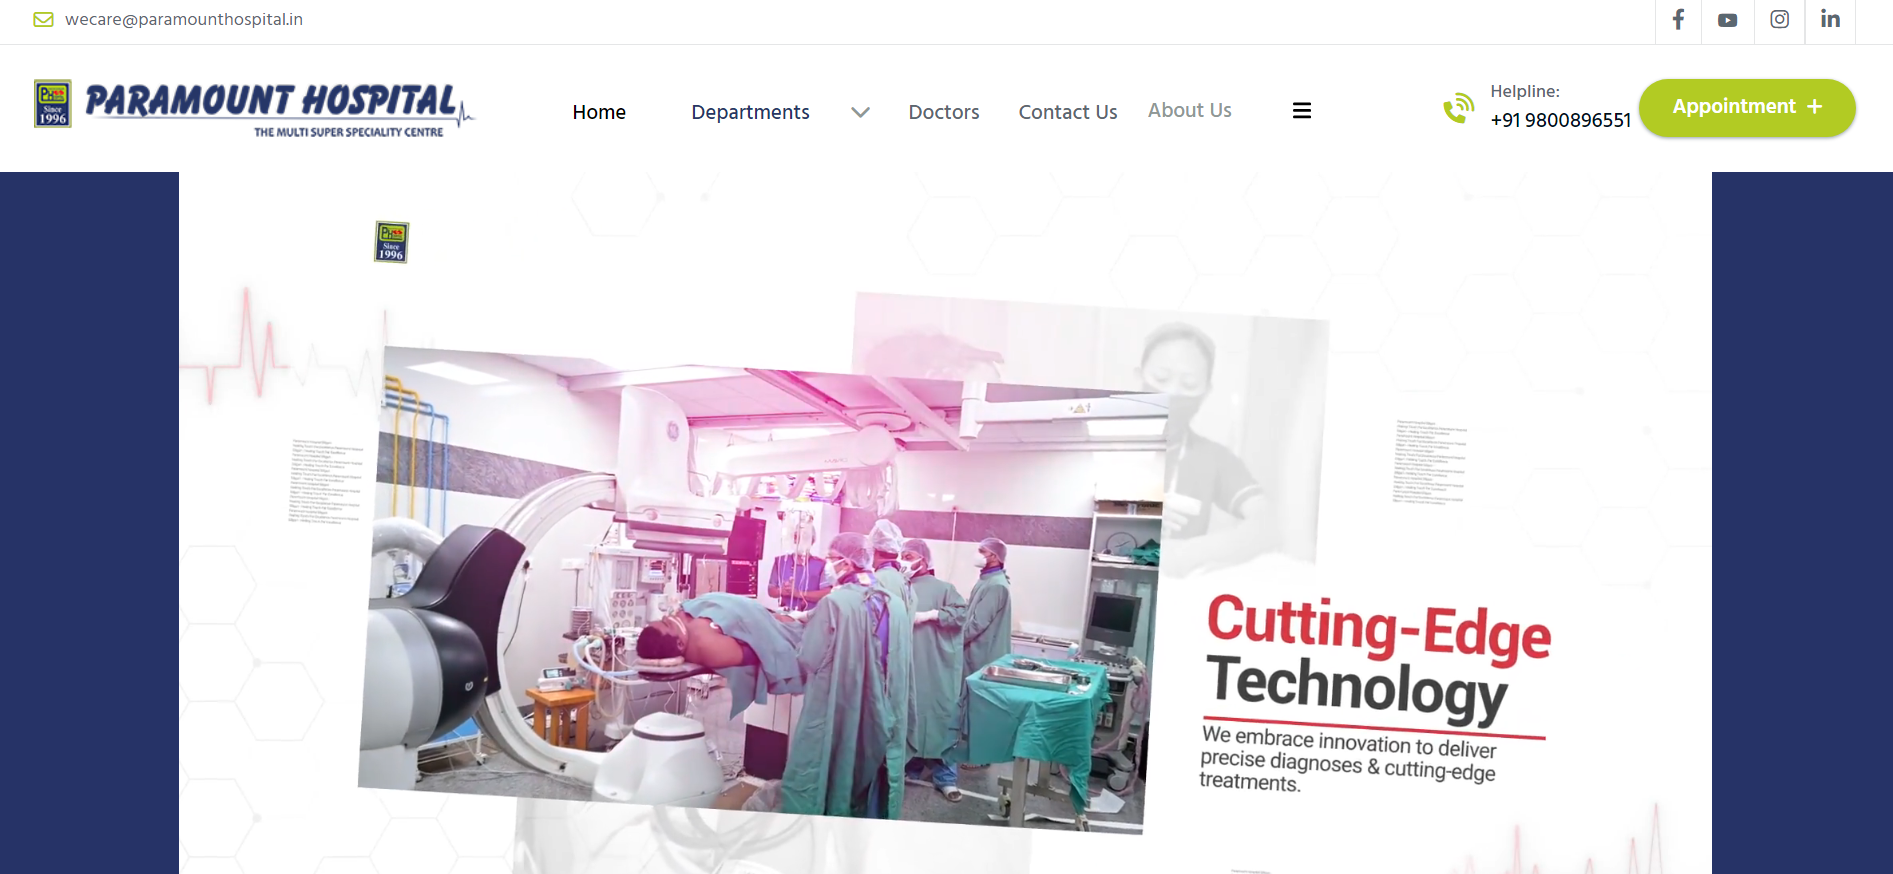 wecare@paramounthospital.in
PH
Since
1996
PARAMOUNT HOSPITAL
THE MULTI SUPER SPECIALITY CENTRE
Home
Departments
Doctors
Contact Us
About Us
Helpline:
+91 9800896551
Appointment +
PH
Since
1996
Cutting-Edge
Technology
We embrace innovation to deliver
precise diagnoses & cutting-edge
treatments.